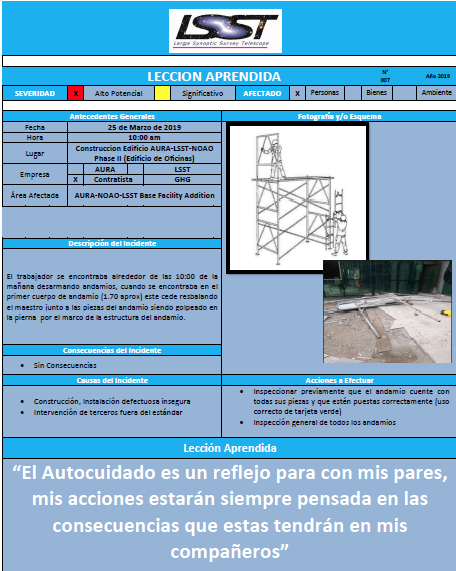 LSST
Large Synoptic Survey Telescope
LECCION APRENDIDA
N°
007
Año 2019
SEVERIDAD X Alto Potencial Significativo AFECTADO X Personas Bienes Ambiente
Antecedentes Generales
Fecha 25 de Marzo de 2019
Hora 10:00 am
Lugar Construccion Edificio AURA-LSST-NOAO
Phase II (Edificio de Oficinas)
Empresa AURA LSST
X Contratista GHG
Área Afectada AURA-NOAO-LSST Base Facility Addition
Fotografía y/o Esquema
Descripción del Incidente
El trabajador se encontraba alrededor de las 10:00 de la
mañana desarmando andamios, cuando se encontraba en el
primer cuerpo de andamio (1.70 aprox) este cede resbalando
el maestro junto a las piezas del andamio siendo golpeado en
la pierna por el marco de la estructura del andamio.
Consecuencias del Incidente
• Sin Consecuencias
Causas del Incidente
• Construcción, Instalación defectuosa insegura
• Intervención de terceros fuera del estándar
Acciones a Efectuar
• Inspeccionar previamente que el andamio cuente con
todas sus piezas y que estén puestas correctamente (uso
correcto de tarjeta verde)
• Inspección general de todos los andamios
Lección Aprendida
“El Autocuidado es un reflejo para con mis pares,
mis acciones estarán siempre pensada en las
consecuencias que estas tendrán en mis
compañeros”